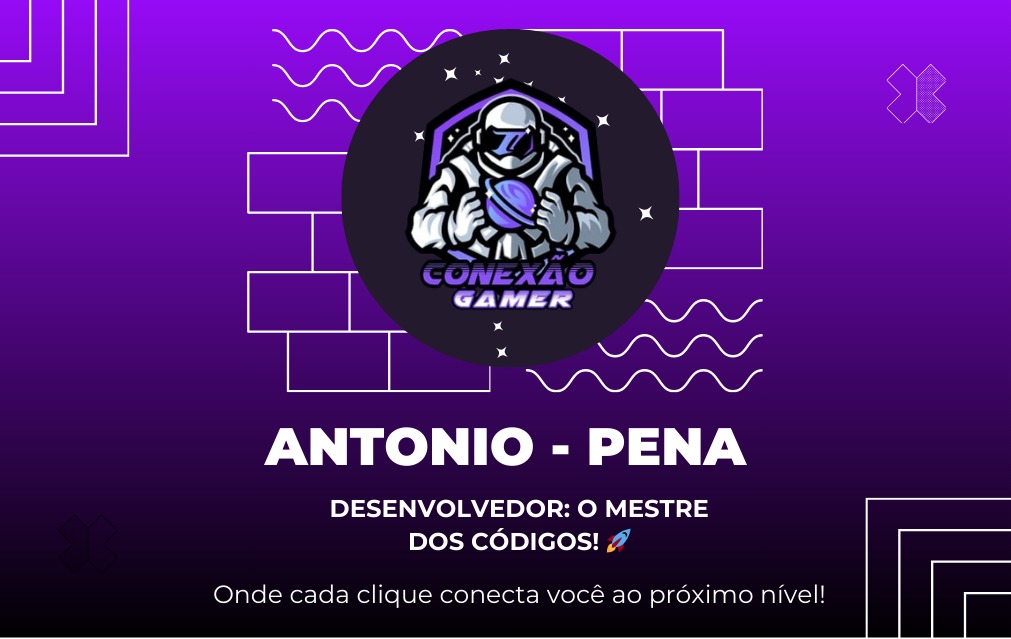 CONEXÃO
GAMER
ANTONIO - PENA
DESENVOLVEDOR: O MESTRE
DOS CÓDIGOS! 🚀
Onde cada clique conecta você ao próximo nível!